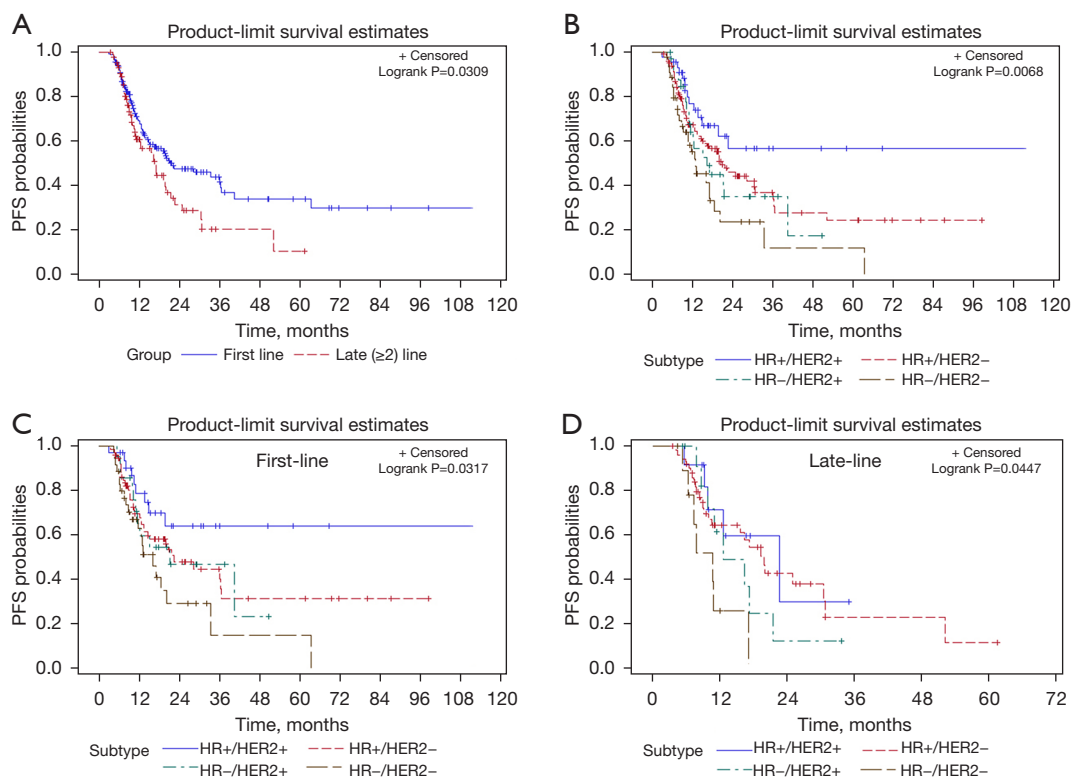 A
Product-limit survival estimates
+ Censored
Logrank P=0.0309
PFS probabilities
1.0
0.8
0.6
0.4
0.2
0.0
0 12 24 36 48 60 72 84 96 108 120
Time, months
Group First line Late (≥2) line
B
Product-limit survival estimates
+ Censored
Logrank P=0.0068
PFS probabilities
1.0
0.8
0.6
0.4
0.2
0.0
0 12 24 36 48 60 72 84 96 108 120
Time, months
Subtype HR+/HER2+ HR+/HER2−
HR−/HER2+ HR−/HER2−
C
Product-limit survival estimates
First-line
+ Censored
Logrank P=0.0317
PFS probabilities
1.0
0.8
0.6
0.4
0.2
0.0
0 12 24 36 48 60 72 84 96 108 120
Time, months
Subtype HR+/HER2+ HR+/HER2−
HR−/HER2+ HR−/HER2−
D
Product-limit survival estimates
Late-line
+ Censored
Logrank P=0.0447
PFS probabilities
1.0
0.8
0.6
0.4
0.2
0.0
0 12 24 36 48 60 72
Time, months
Subtype HR+/HER2+ HR+/HER2−
HR−/HER2+ HR−/HER2−